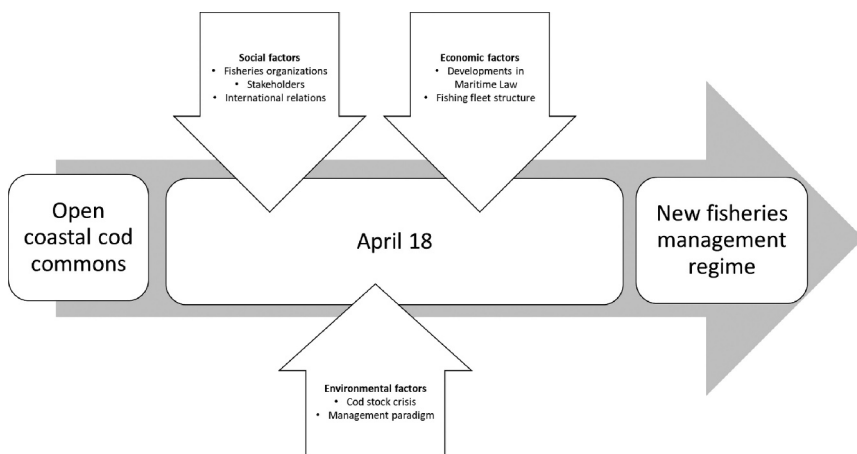 Social factors
• Fisheries organizations
• Stakeholders
• International relations
Economic factors
• Developments in
Maritime Law
• Fishing fleet structure
Open
coastal cod
commons
April 18
New fisheries
management
regime
Environmental factors
• Cod stock crisis
• Management paradigm